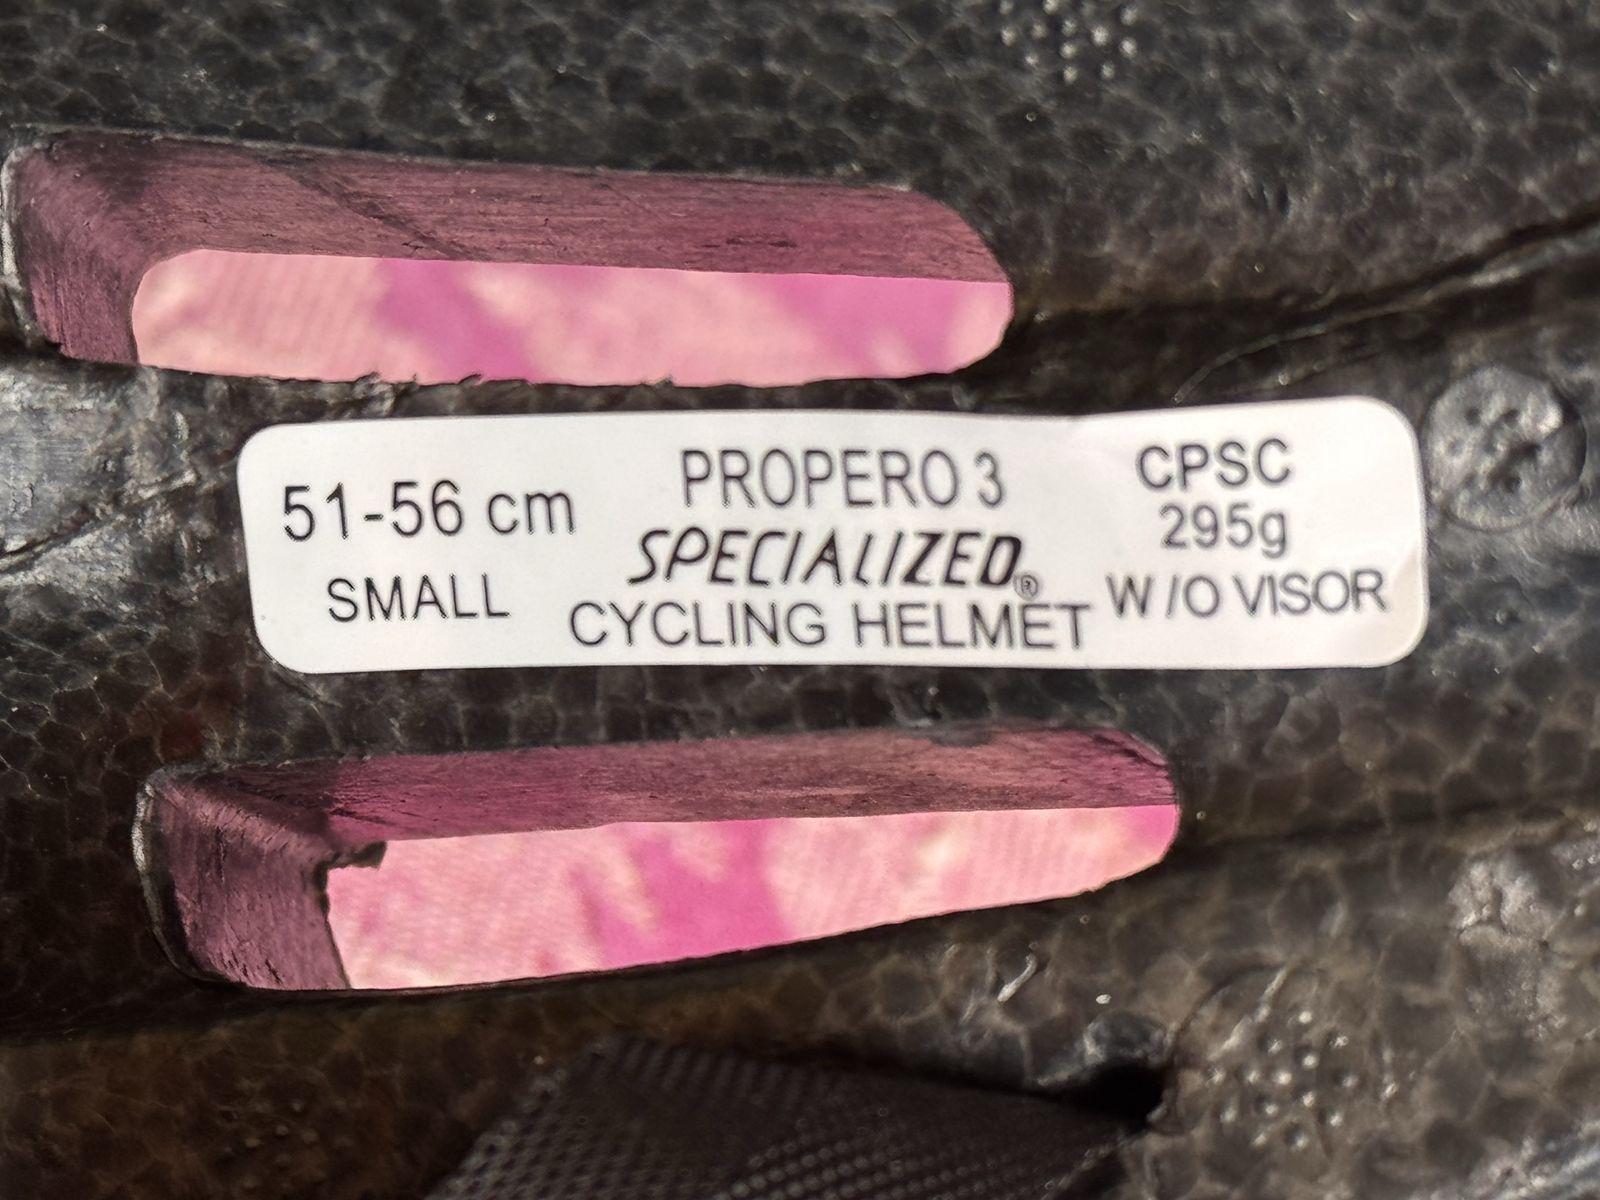 51-56 cm
SMALL
PROPERO 3
SPECIALIZED®
CYCLING HELMET
CPSC
295g
W/O VISOR